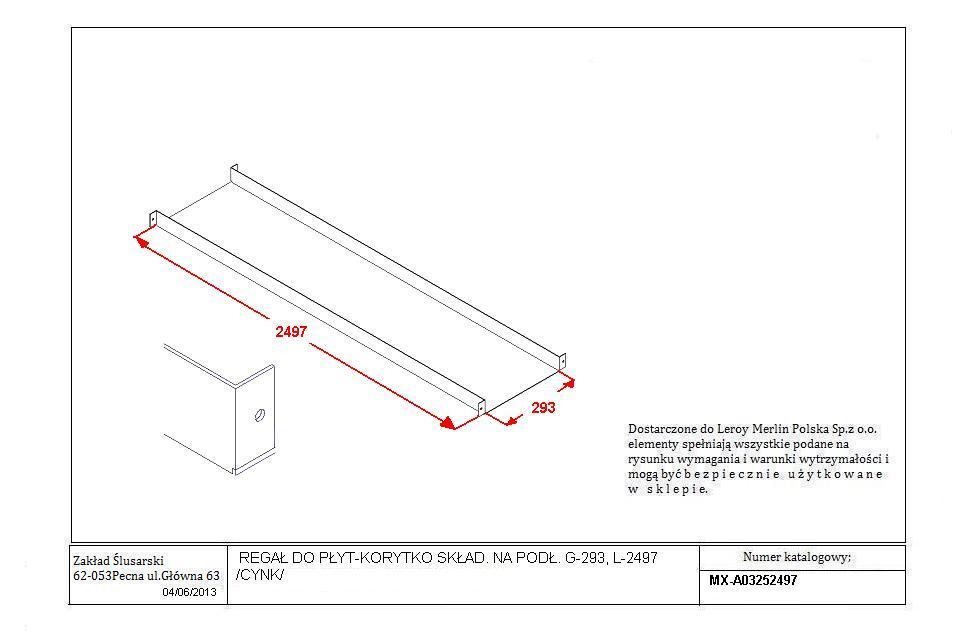 2497
293
Dostarczone do Leroy Merlin Polska Sp.z o.o.
elementy spełniają wszystkie podane na
rysunku wymagania i warunki wytrzymałości i
mogą być b e z p i e c z n i e u ż y t k o w a n e
w s k l e p i e.
Zakład Ślusarski
62-053Pecna ul.Główna 63
04/06/2013
REGAŁ DO PŁYT-KORYTKO SKŁAD. NA PODŁ. G-293, L-2497
/CYNK/
Numer katalogowy;
MX-A03252497